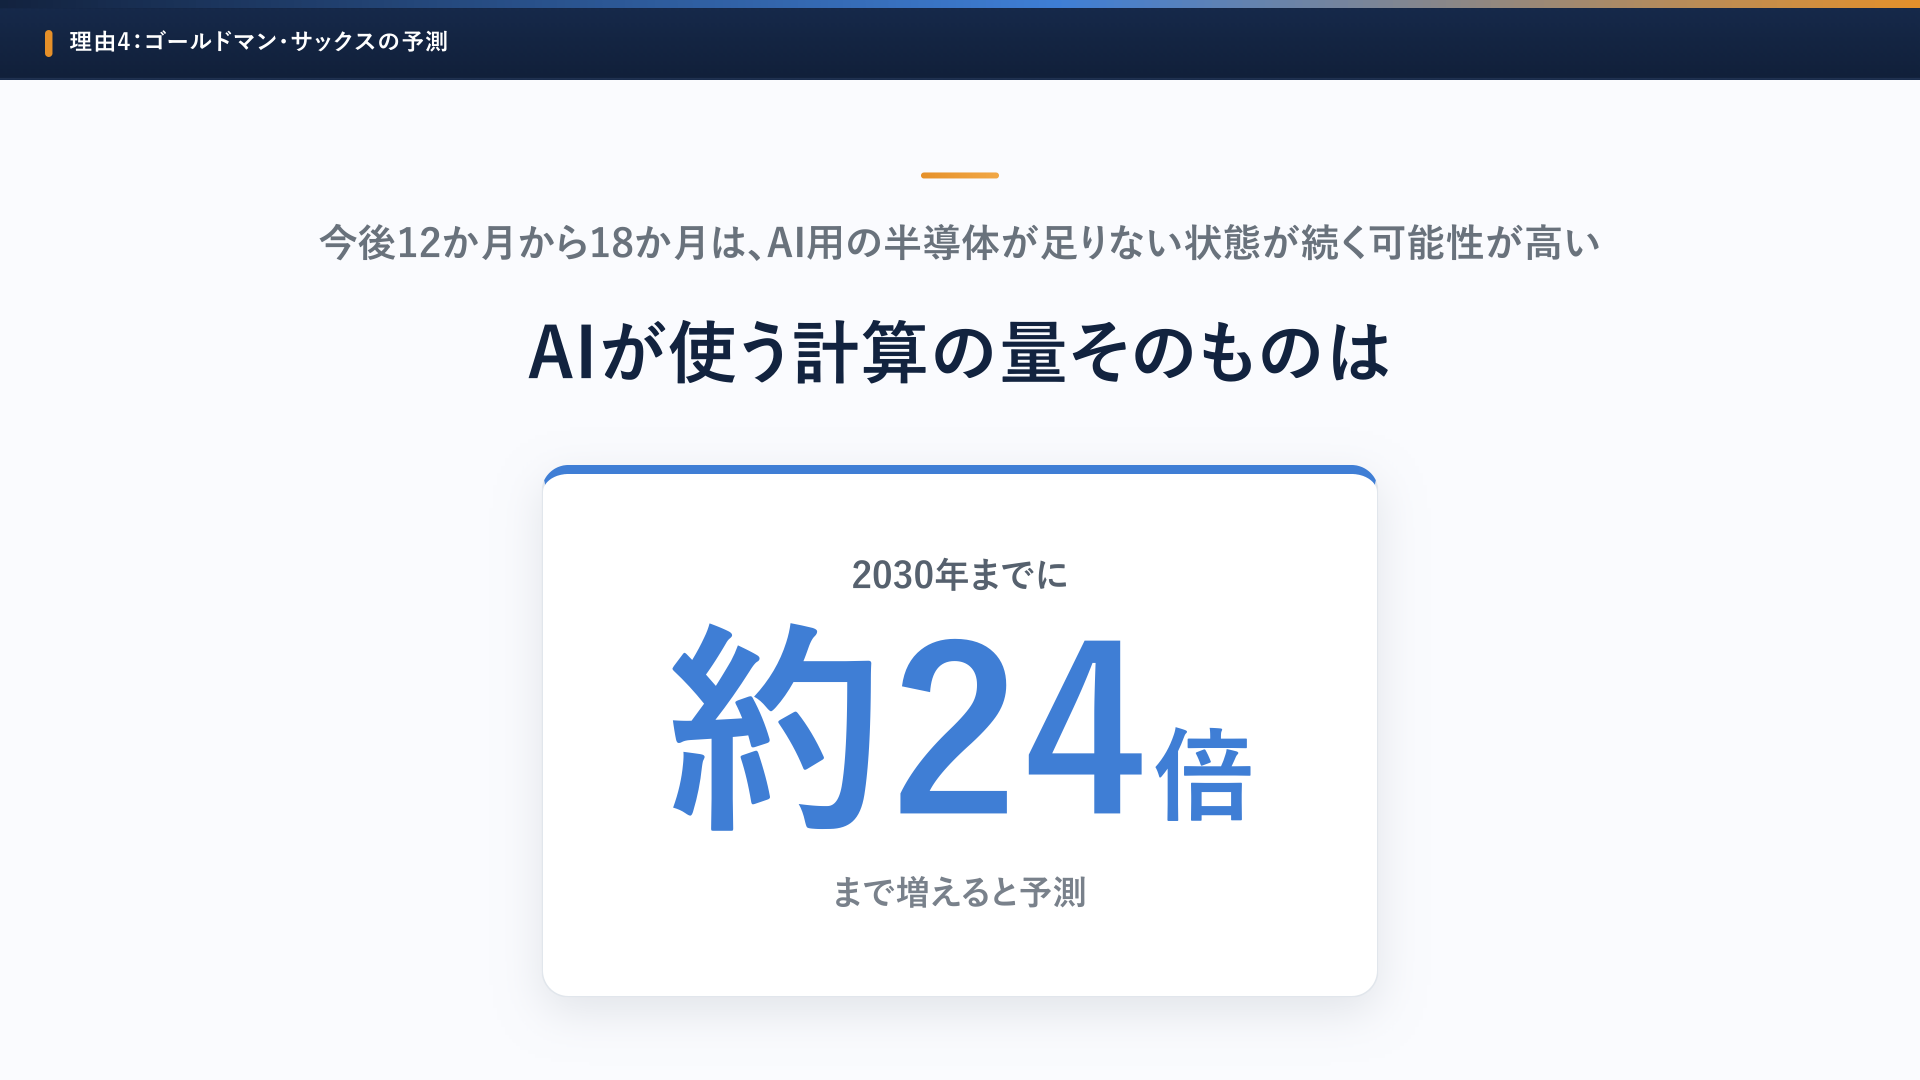 理由4：ゴールドマン・サックスの予測
今後12か月から18か月は、AI用の半導体が足りない状態が続く可能性が高い
AIが使う計算の量そのものは
2030年までに
約24倍
まで増えると予測